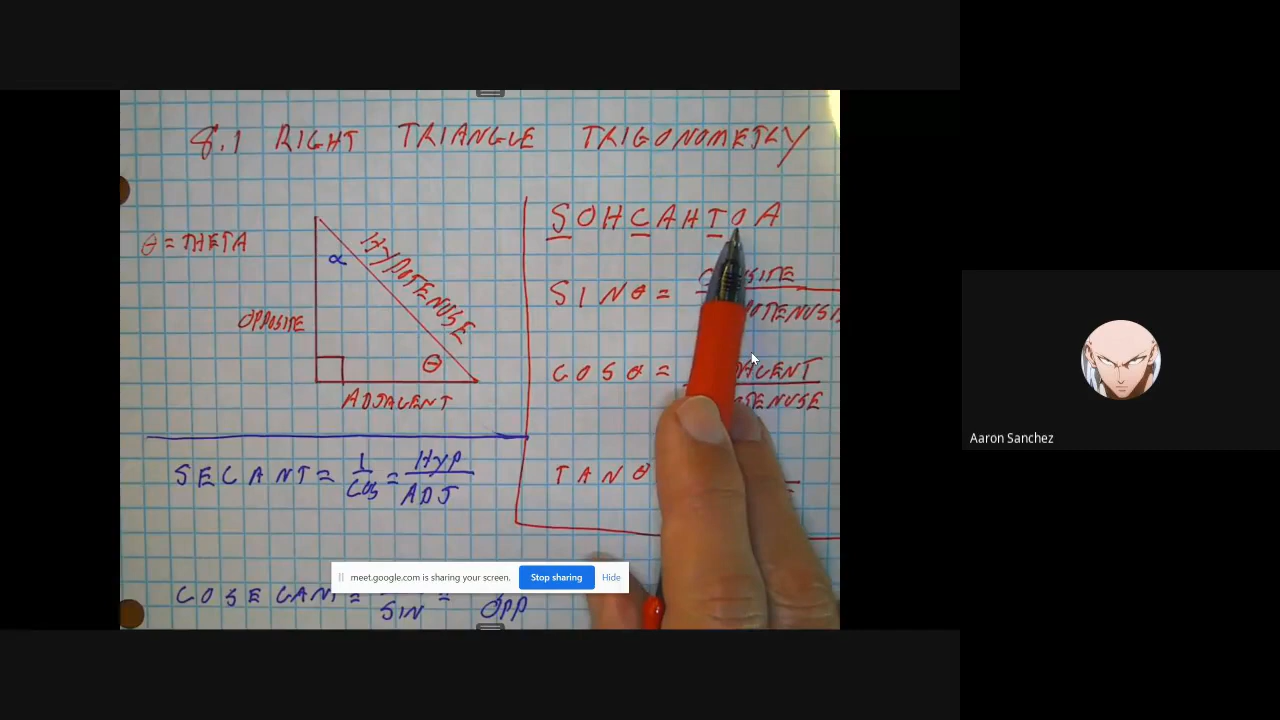 8.1 RIGHT TRIANGLE TRIGONOMETRY
θ = THETA
α
HYPOTENUSE
OPPOSITE
θ
ADJACENT
SOHCAHTOA
SIN θ =
COS θ =
TAN θ
SECANT = 1/COS = HYP/ADJ
meet.google.com is sharing your screen.
Stop sharing
Hide
COSECANT =
SIN = OPP
Aaron Sanchez